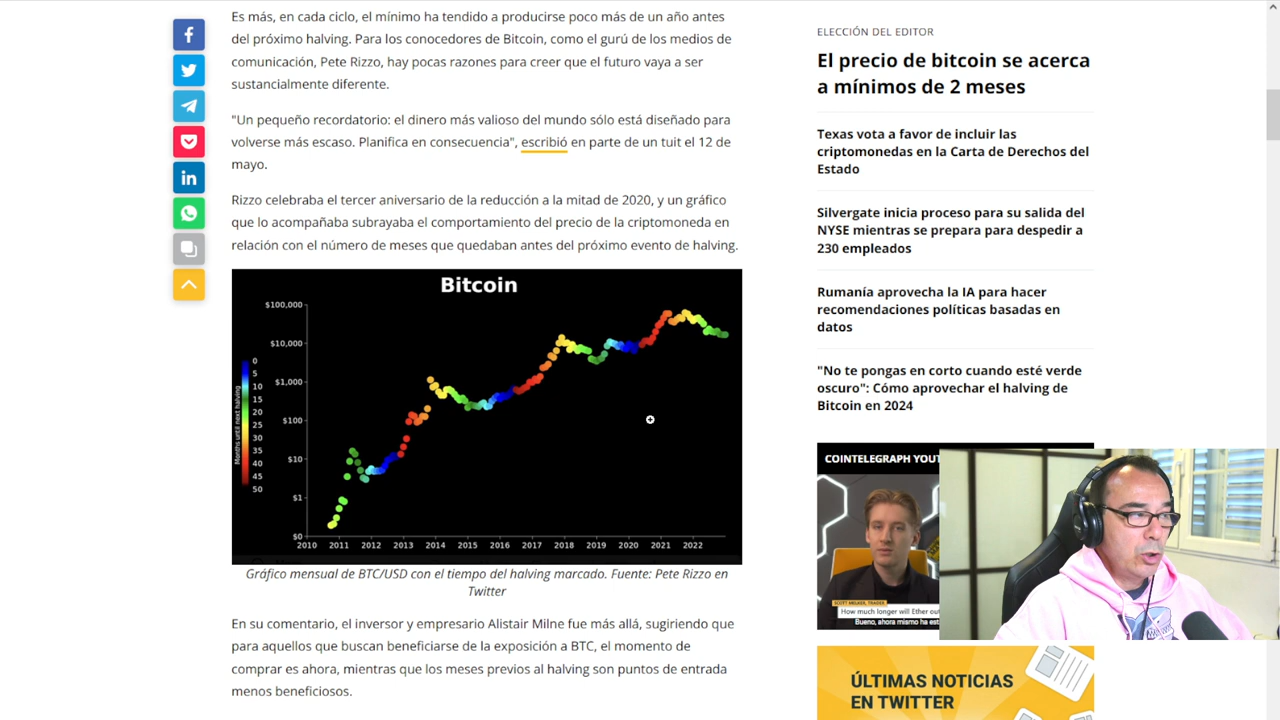 Es más, en cada ciclo, el mínimo ha tendido a producirse poco más de un año antes
del próximo halving. Para los conocedores de Bitcoin, como el gurú de los medios de
comunicación, Pete Rizzo, hay pocas razones para creer que el futuro vaya a ser
sustancialmente diferente.
"Un pequeño recordatorio: el dinero más valioso del mundo sólo está diseñado para
volverse más escaso. Planifica en consecuencia", escribió en parte de un tuit el 12 de
mayo.
Rizzo celebraba el tercer aniversario de la reducción a la mitad de 2020, y un gráfico
que lo acompañaba subrayaba el comportamiento del precio de la criptomoneda en
relación con el número de meses que quedaban antes del próximo evento de halving.
Bitcoin
$100,000
$10,000
$1,000
$100
$10
$1
$0
Months until next halving
0
5
10
15
20
25
30
35
40
45
50
2010 2011 2012 2013 2014 2015 2016 2017 2018 2019 2020 2021 2022
Gráfico mensual de BTC/USD con el tiempo del halving marcado. Fuente: Pete Rizzo en
Twitter
En su comentario, el inversor y empresario Alistair Milne fue más allá, sugiriendo que
para aquellos que buscan beneficiarse de la exposición a BTC, el momento de
comprar es ahora, mientras que los meses previos al halving son puntos de entrada
menos beneficiosos.
ELECCIÓN DEL EDITOR
El precio de bitcoin se acerca
a mínimos de 2 meses
Texas vota a favor de incluir las
criptomonedas en la Carta de Derechos del
Estado
Silvergate inicia proceso para su salida del
NYSE mientras se prepara para despedir a
230 empleados
Rumanía aprovecha la IA para hacer
recomendaciones políticas basadas en
datos
"No te pongas en corto cuando esté verde
oscuro": Cómo aprovechar el halving de
Bitcoin en 2024
COINTELEGRAPH YOUT
SCOTT MELKER, TRADER
How much longer will Ether out
Bueno, ahora mismo ha est
ÚLTIMAS NOTICIAS
EN TWITTER